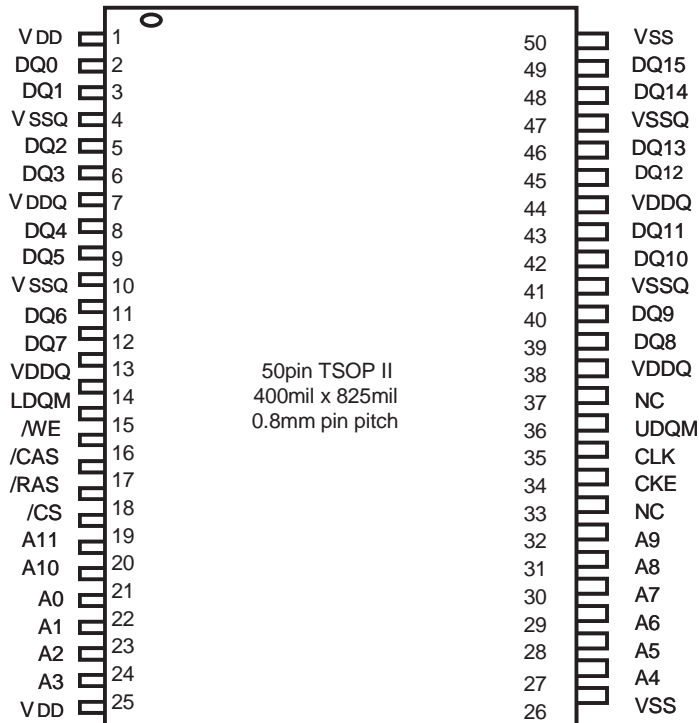 VDD 1 50 VSS
DQ0 2 49 DQ15
DQ1 3 48 DQ14
VSSQ 4 47 VSSQ
DQ2 5 46 DQ13
DQ3 6 45 DQ12
VDDQ 7 44 VDDQ
DQ4 8 43 DQ11
DQ5 9 42 DQ10
VSSQ 10 41 VSSQ
DQ6 11 40 DQ9
DQ7 12 39 DQ8
VDDQ 13 38 VDDQ
LDQM 14 37 NC
/WE 15 36 UDQM
/CAS 16 35 CLK
/RAS 17 34 CKE
/CS 18 33 NC
A11 19 32 A9
A10 20 31 A8
A0 21 30 A7
A1 22 29 A6
A2 23 28 A5
A3 24 27 A4
VDD 25 26 VSS
50pin TSOP II
400mil x 825mil
0.8mm pin pitch